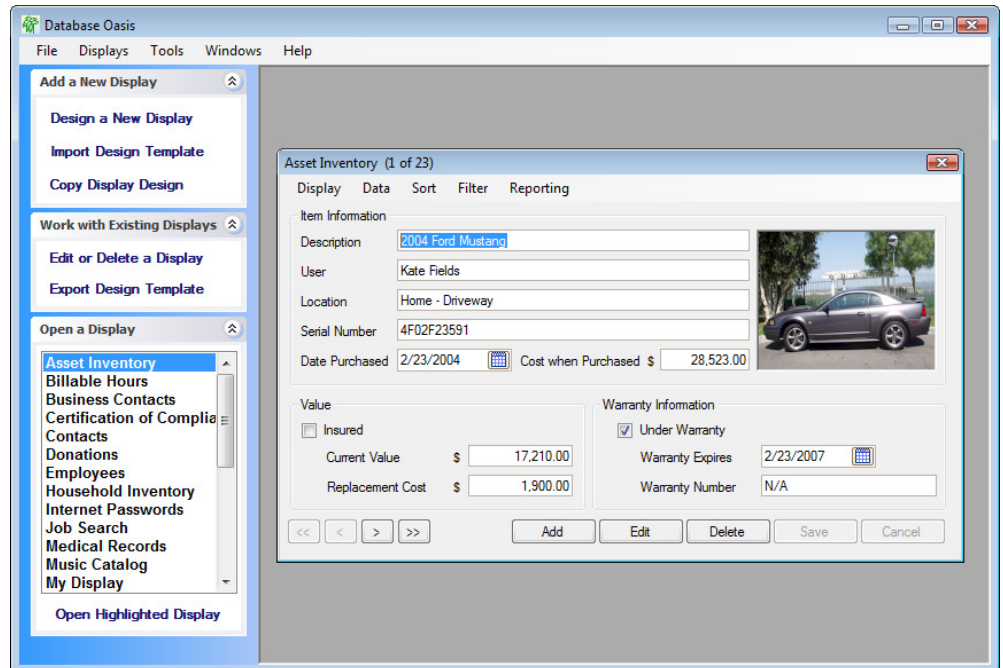 Database Oasis
File Displays Tools Windows Help
Add a New Display
Design a New Display
Import Design Template
Copy Display Design
Work with Existing Displays
Edit or Delete a Display
Export Design Template
Open a Display
Asset Inventory
Billable Hours
Business Contacts
Certification of Complia
Contacts
Donations
Employees
Household Inventory
Internet Passwords
Job Search
Medical Records
Music Catalog
My Display
Open Highlighted Display
Asset Inventory (1 of 23)
Display Data Sort Filter Reporting
Item Information
Description 2004 Ford Mustang
User Kate Fields
Location Home - Driveway
Serial Number 4F02F23591
Date Purchased 2/23/2004 Cost when Purchased $ 28,523.00
Value
Insured
Current Value $ 17,210.00
Replacement Cost $ 1,900.00
Warranty Information
Under Warranty
Warranty Expires 2/23/2007
Warranty Number N/A
<< < > >> Add Edit Delete Save Cancel